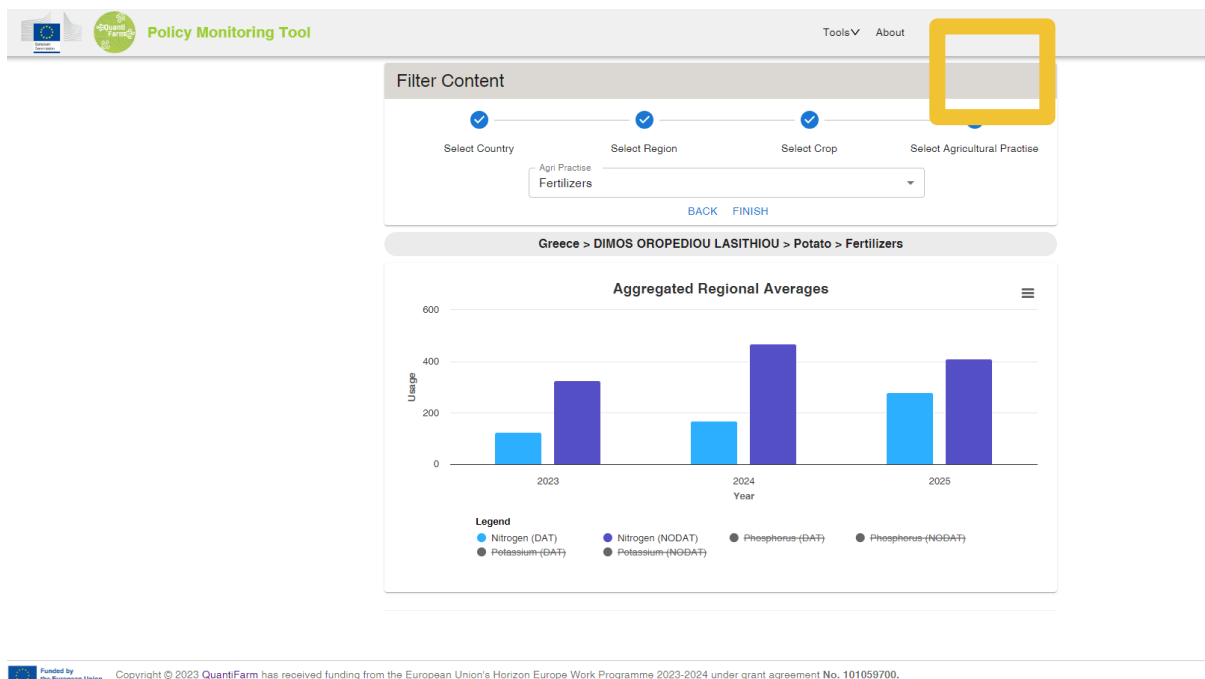 European
Commission
Quanti
Farm
Policy Monitoring Tool
Tools
About
Filter Content
Select Country
Select Region
Select Crop
Select Agricultural Practise
Agri Practise
Fertilizers
BACK
FINISH
Greece > DIMOS OROPEDIOU LASITHIOU > Potato > Fertilizers
Aggregated Regional Averages
600
400
200
0
Usage
2023
2024
2025
Year
Legend
Nitrogen (DAT)
Nitrogen (NODAT)
Phosphorus (DAT)
Phosphorus (NODAT)
Potassium (DAT)
Potassium (NODAT)
Funded by
the European Union
Copyright © 2023 QuantiFarm has received funding from the European Union's Horizon Europe Work Programme 2023-2024 under grant agreement No. 101059700.